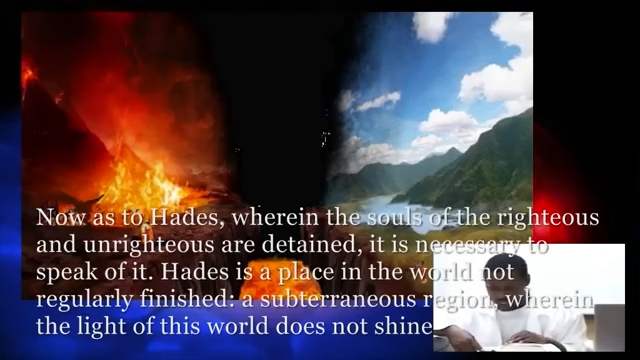 Now as to Hades, wherein the souls of the righteous
and unrighteous are detained, it is necessary to
speak of it. Hades is a place in the world not
regularly finished: a subterraneous region, wherein
the light of this world does not shine